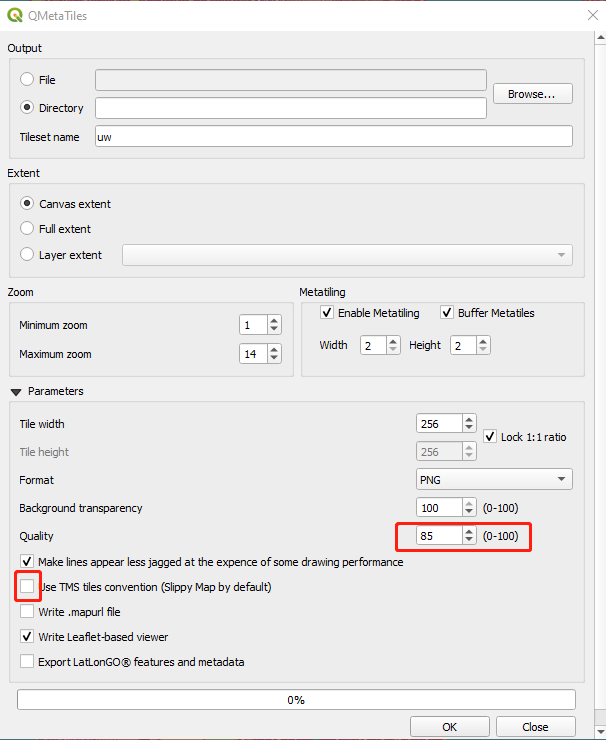 QMetaTiles
Output
File
Directory
Browse...
Tileset name uw
Extent
Canvas extent
Full extent
Layer extent
Zoom
Minimum zoom 1
Maximum zoom 14
Metatiling
Enable Metatiling Buffer Metatiles
Width 2 Height 2
Parameters
Tile width 256
Lock 1:1 ratio
Tile height 256
Format PNG
Background transparency 100 (0-100)
Quality 85 (0-100)
Make lines appear less jagged at the expence of some drawing performance
Use TMS tiles convention (Slippy Map by default)
Write .mapurl file
Write Leaflet-based viewer
Export LatLonGO® features and metadata
0%
OK Close